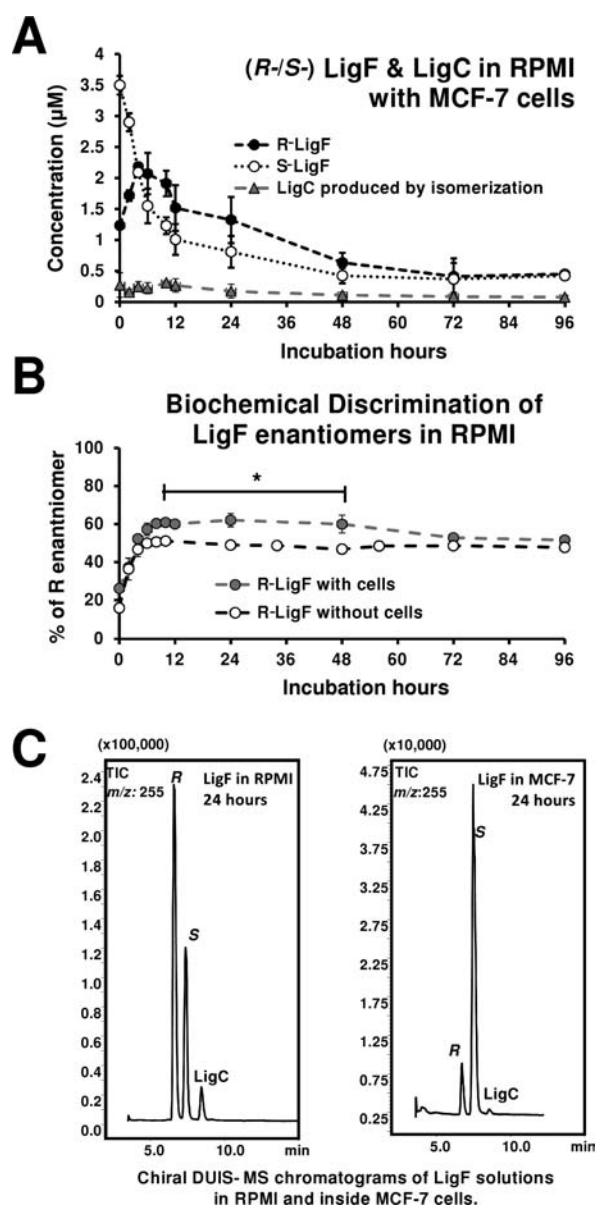 A
(R-/S-) LigF & LigC in RPMI
with MCF-7 cells
Concentration (µM)
4
3.5
3
2.5
2
1.5
1
0.5
0
R-LigF
S-LigF
LigC produced by isomerization
0 12 24 36 48 60 72 84 96
Incubation hours
B
Biochemical Discrimination of
LigF enantiomers in RPMI
% of R enantniomer
100
80
60
40
20
0
*
R-LigF with cells
R-LigF without cells
0 12 24 36 48 60 72 84 96
Incubation hours
C
(x100,000)
TIC
m/z: 255
LigF in RPMI
24 hours
R
S
LigC
2.4
2.2
2.0
1.8
1.6
1.4
1.2
1.0
0.8
0.6
0.4
0.2
0.0
5.0 10.0 min
(x10,000)
TIC
m/z:255
LigF in MCF-7
24 hours
S
R
LigC
4.75
4.25
3.75
3.25
2.75
2.25
1.75
1.25
0.75
0.25
5.0 10.0 min
Chiral DUIS- MS chromatograms of LigF solutions
in RPMI and inside MCF-7 cells.